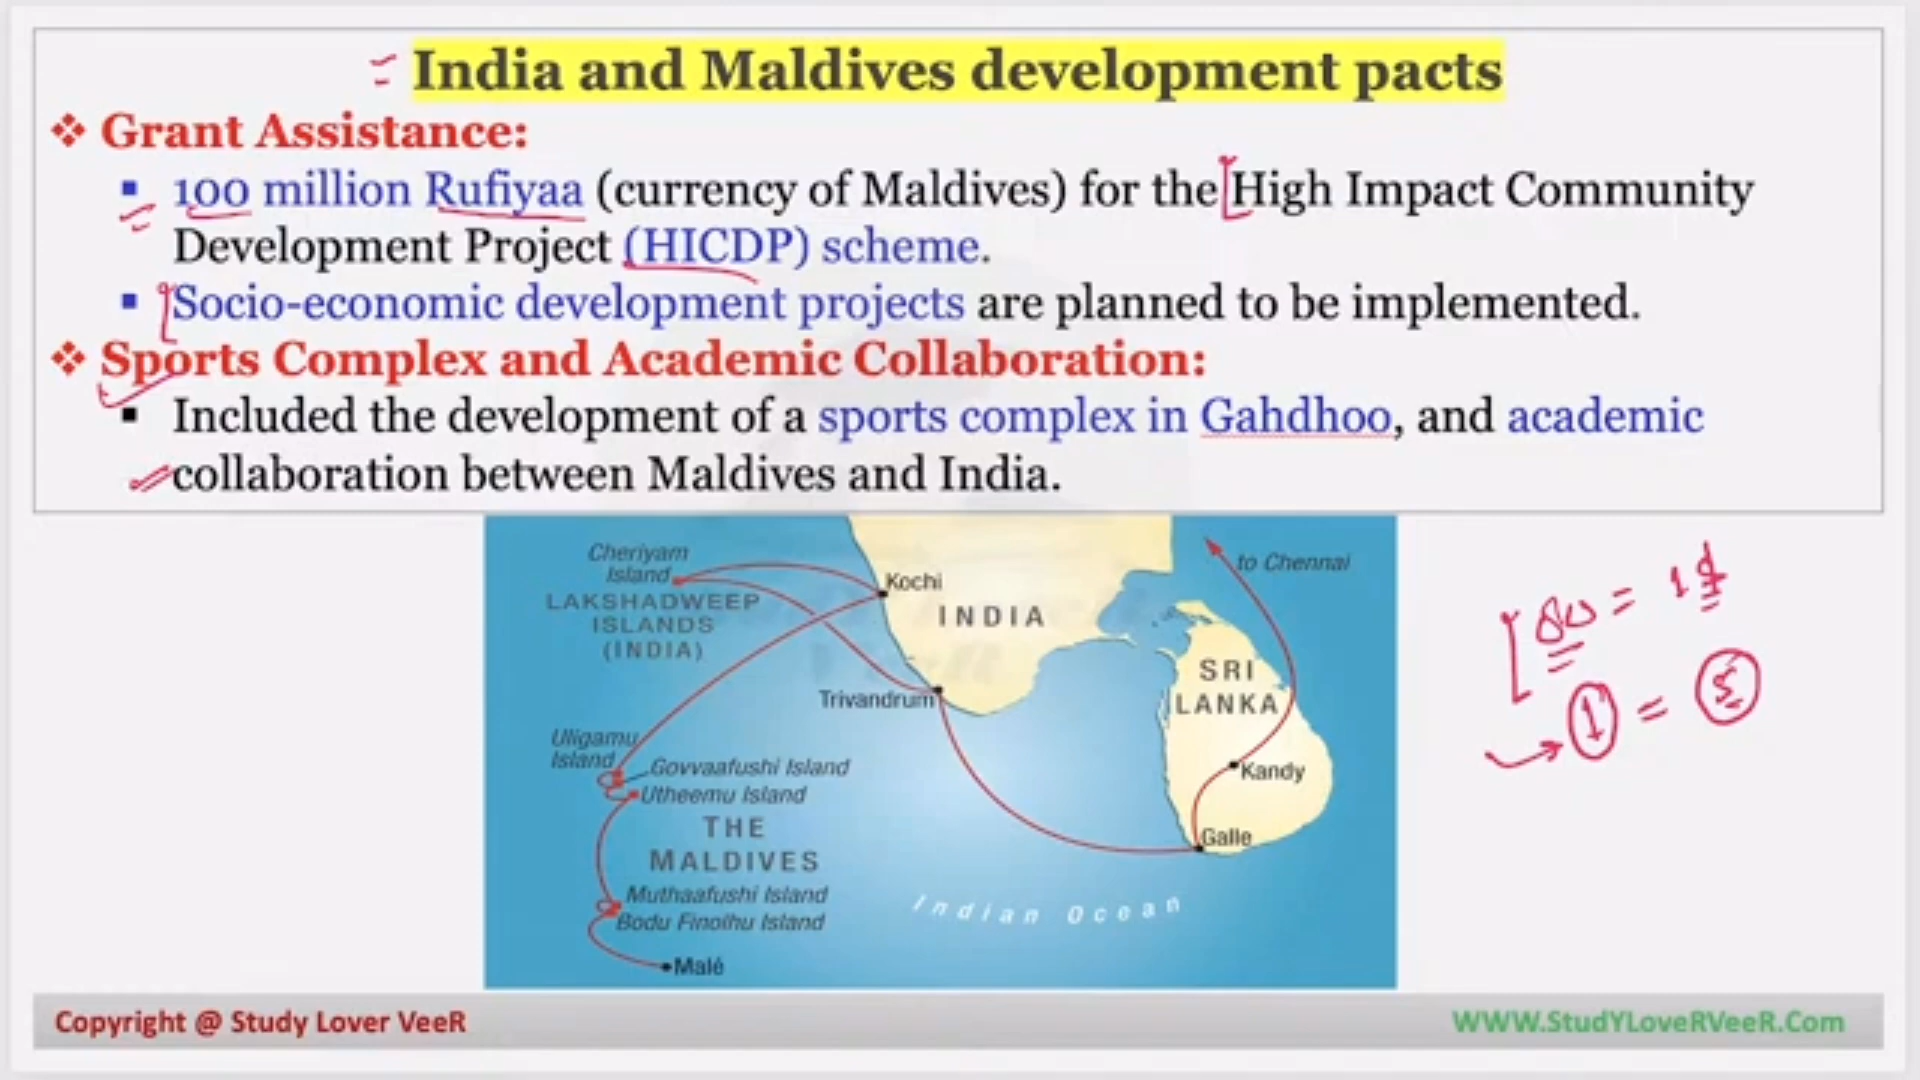 India and Maldives development pacts
❖ Grant Assistance:
▪ 100 million Rufiyaa (currency of Maldives) for the High Impact Community
Development Project (HICDP) scheme.
▪ Socio-economic development projects are planned to be implemented.
❖ Sports Complex and Academic Collaboration:
▪ Included the development of a sports complex in Gahdhoo, and academic
collaboration between Maldives and India.
Cheriyam
Island
LAKSHADWEEP
ISLANDS
(INDIA)
Kochi
INDIA
to Chennai
Trivandrum
SRI
LANKA
Uligamu
Island
Govvaafushi Island
Utheemu Island
Kandy
THE
MALDIVES
Galle
Muthaafushi Island
Bodu Finolhu Island
Indian Ocean
Malé
80 = 1$
1 = 5
Copyright @ Study Lover VeeR
WWW.StudYLoveRVeeR.Com